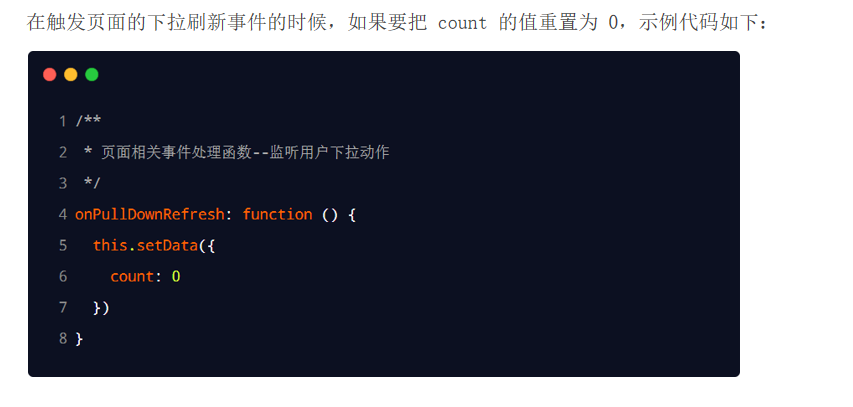 在触发页面的下拉刷新事件的时候，如果要把 count 的值重置为 0，示例代码如下：
1 /**
2  * 页面相关事件处理函数--监听用户下拉动作
3  */
4 onPullDownRefresh: function () {
5   this.setData({
6     count: 0
7   })
8 }